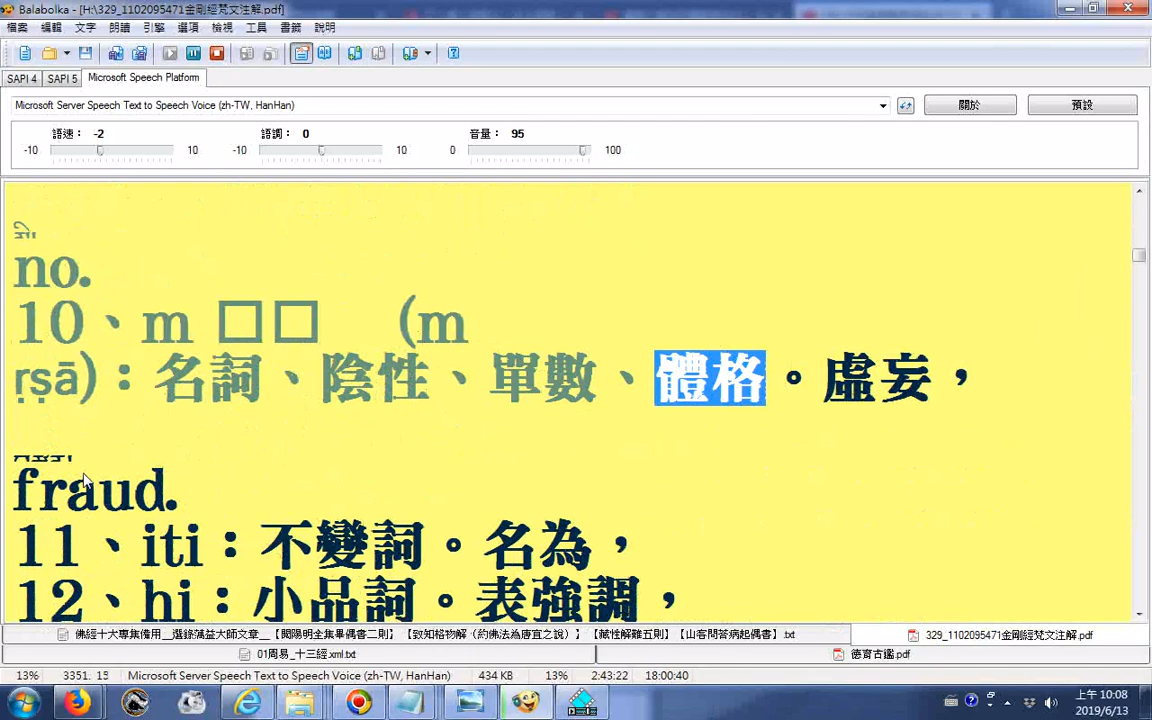 Balabolka - [H:\329_1102095471金剛經梵文注解.pdf]
檔案 編輯 文字 朗讀 引擎 選項 檢視 工具 書籤 說明
SAPI 4 SAPI 5 Microsoft Speech Platform
Microsoft Server Speech Text to Speech Voice (zh-TW, HanHan) 關於 預設
語速： -2 語調： 0 音量： 95
-10 10 -10 10 0 100
no.
10、m □□ (m
ṛṣā)：名詞、陰性、單數、體格。虛妄，
fraud.
11、iti：不變詞。名為，
12、hi：小品詞。表強調，
佛經十大專集備用__選錄蕅益大師文章__【閱陽明全集畢偶書二則】【致知格物解（約佛法為唐宜之說）】【藏性解難五則】【山客問答病起偶書】.txt 329_1102095471金剛經梵文注解.pdf
01周易_十三經.xml.txt 德育古鑑.pdf
13% 3351: 15 Microsoft Server Speech Text to Speech Voice (zh-TW, HanHan) 434 KB 13% 2:43:22 18:00:40
上午 10:08
2019/6/13